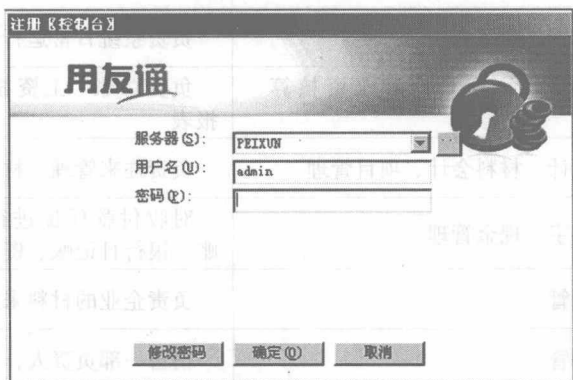 注册〖控制台〗
用友通
服务器(S):
PEIXUN
用户名(U):
admin
密码(P):
修改密码
确定(O)
取消